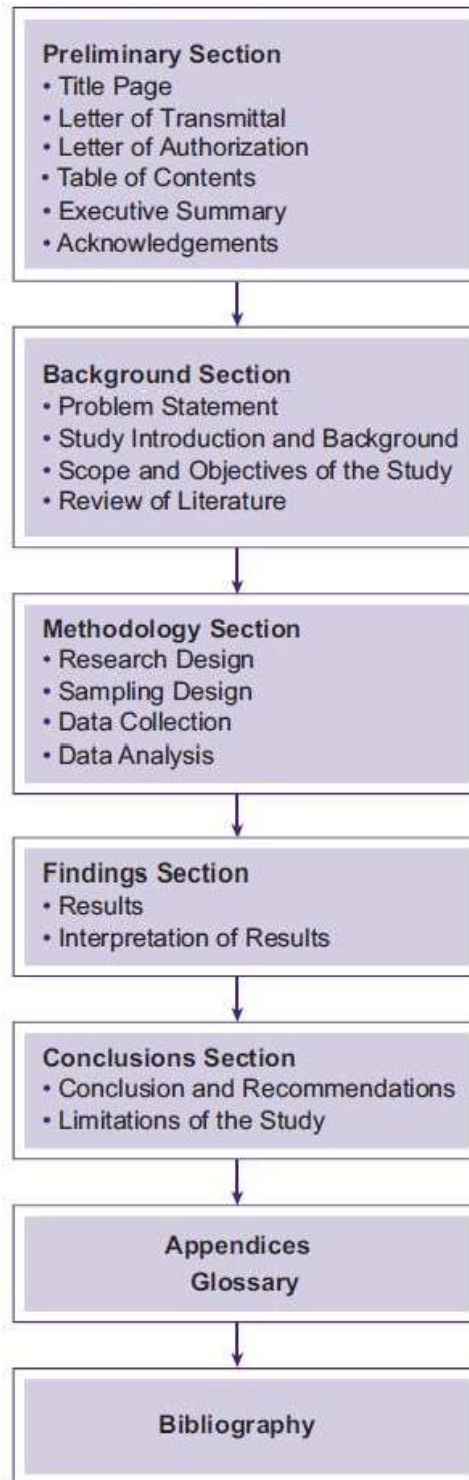 Preliminary Section
• Title Page
• Letter of Transmittal
• Letter of Authorization
• Table of Contents
• Executive Summary
• Acknowledgements
Background Section
• Problem Statement
• Study Introduction and Background
• Scope and Objectives of the Study
• Review of Literature
Methodology Section
• Research Design
• Sampling Design
• Data Collection
• Data Analysis
Findings Section
• Results
• Interpretation of Results
Conclusions Section
• Conclusion and Recommendations
• Limitations of the Study
Appendices
Glossary
Bibliography